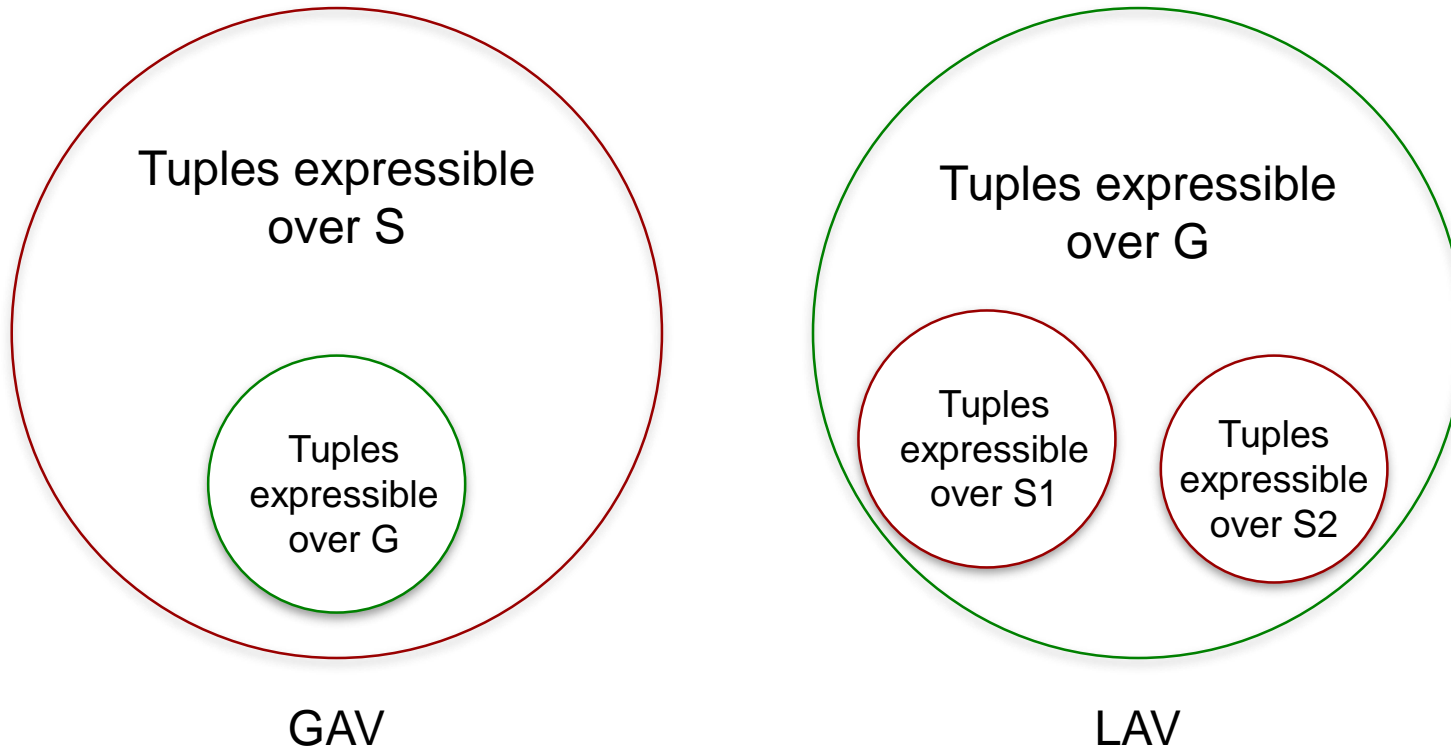 Tuples expressible
over S
Tuples
expressible
over G
GAV
Tuples expressible
over G
Tuples
expressible
over S1
Tuples
expressible
over S2
LAV